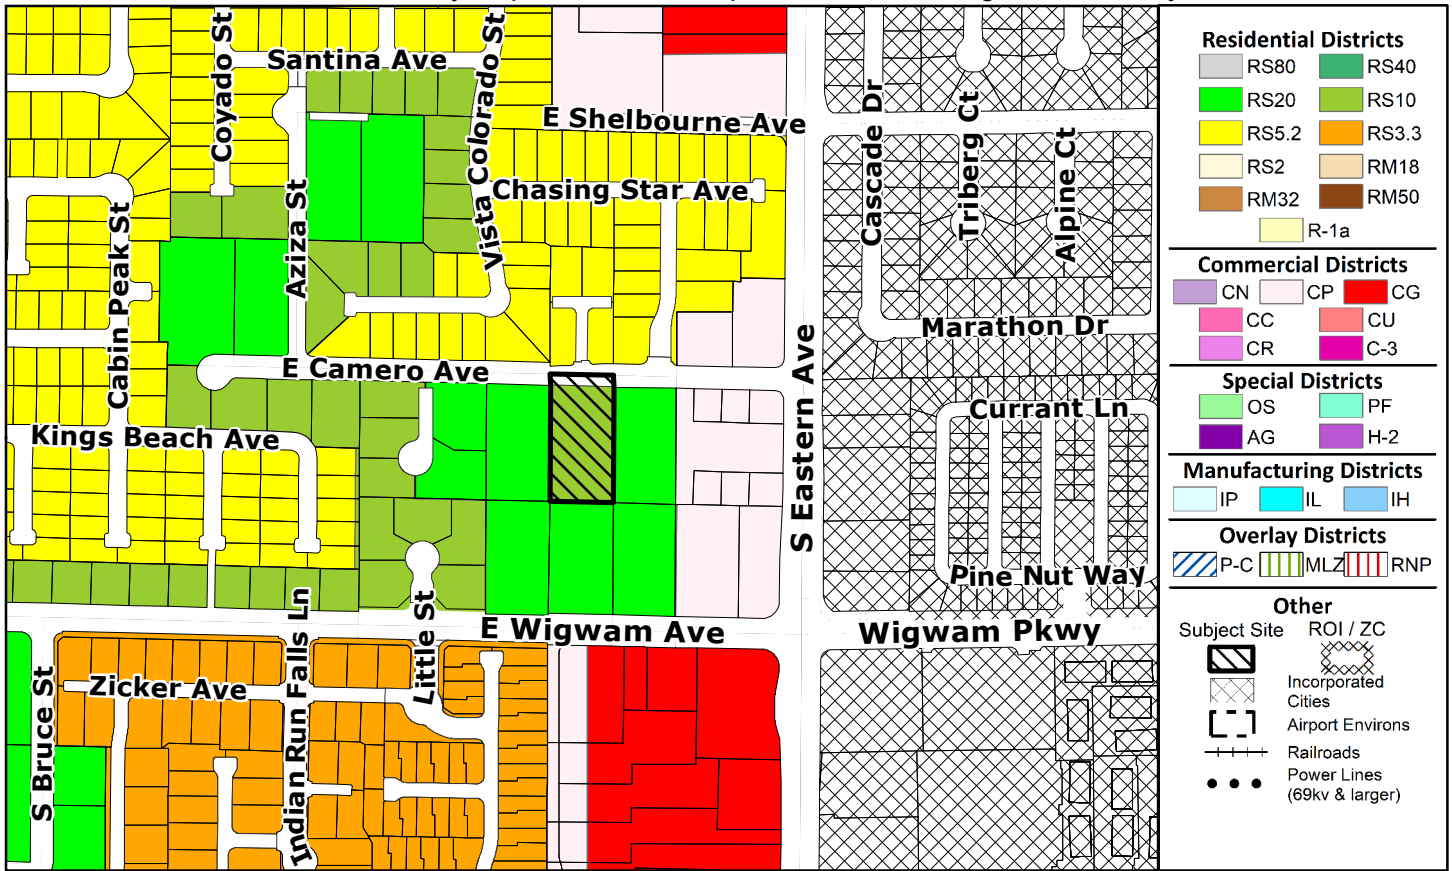 Coyado St
Santina Ave
Vista Colorado St
E Shelbourne Ave
Chasing Star Ave
Cascade Dr
Triberg Ct
Alpine Ct
Aziza St
Cabin Peak St
Marathon Dr
E Camero Ave
S Eastern Ave
Currant Ln
Kings Beach Ave
Pine Nut Way
Little St
E Wigwam Ave
Wigwam Pkwy
Indian Run Falls Ln
Zicker Ave
S Bruce St
Residential Districts
RS80 RS40
RS20 RS10
RS5.2 RS3.3
RS2 RM18
RM32 RM50
R-1a
Commercial Districts
CN CP CG
CC CU
CR C-3
Special Districts
OS PF
AG H-2
Manufacturing Districts
IP IL IH
Overlay Districts
P-C MLZ RNP
Other
Subject Site ROI / ZC
Incorporated
Cities
Airport Environs
Railroads
Power Lines
(69kv & larger)